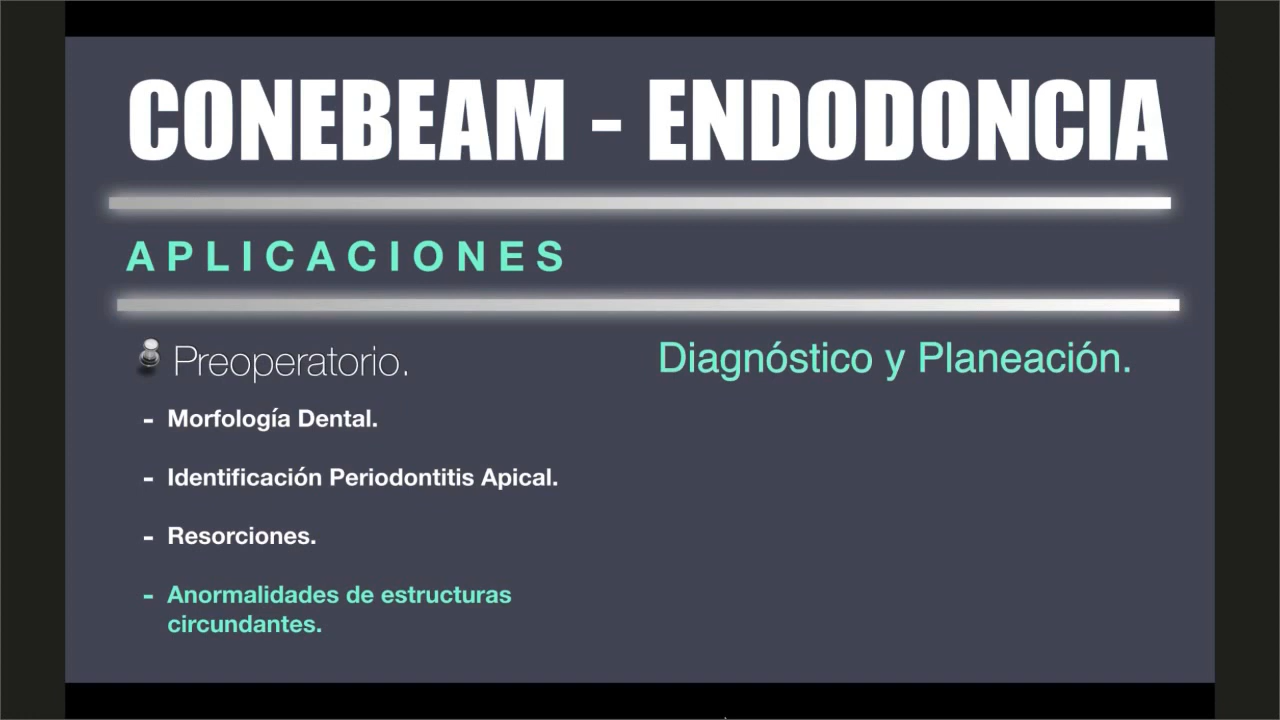 CONEBEAM - ENDODONCIA
APLICACIONES
Preoperatorio.
Diagnóstico y Planeación.
- Morfología Dental.
- Identificación Periodontitis Apical.
- Resorciones.
- Anormalidades de estructuras
circundantes.